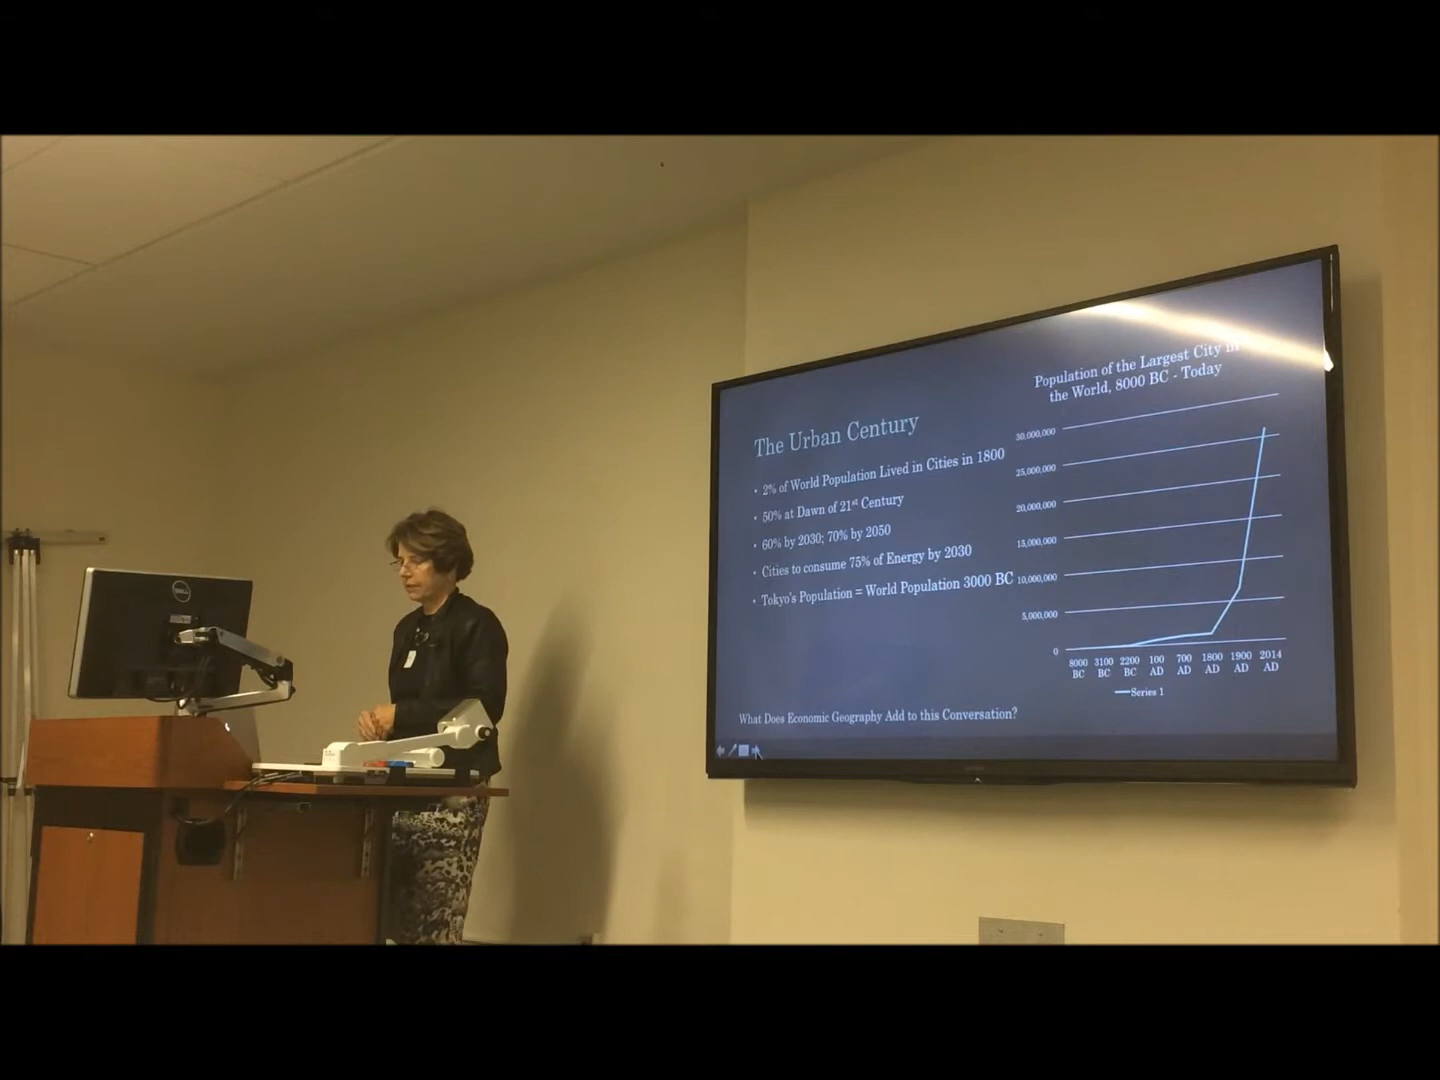 DELL
The Urban Century
• 2% of World Population Lived in Cities in 1800
• 50% at Dawn of 21st Century
• 60% by 2030; 70% by 2050
• Cities to consume 75% of Energy by 2030
• Tokyo's Population = World Population 3000 BC
What Does Economic Geography Add to this Conversation?
Population of the Largest City in
the World, 8000 BC - Today
30,000,000
25,000,000
20,000,000
15,000,000
10,000,000
5,000,000
0
8000 3100 2200 100 700 1800 1900 2014
BC BC BC AD AD AD AD AD
Series 1